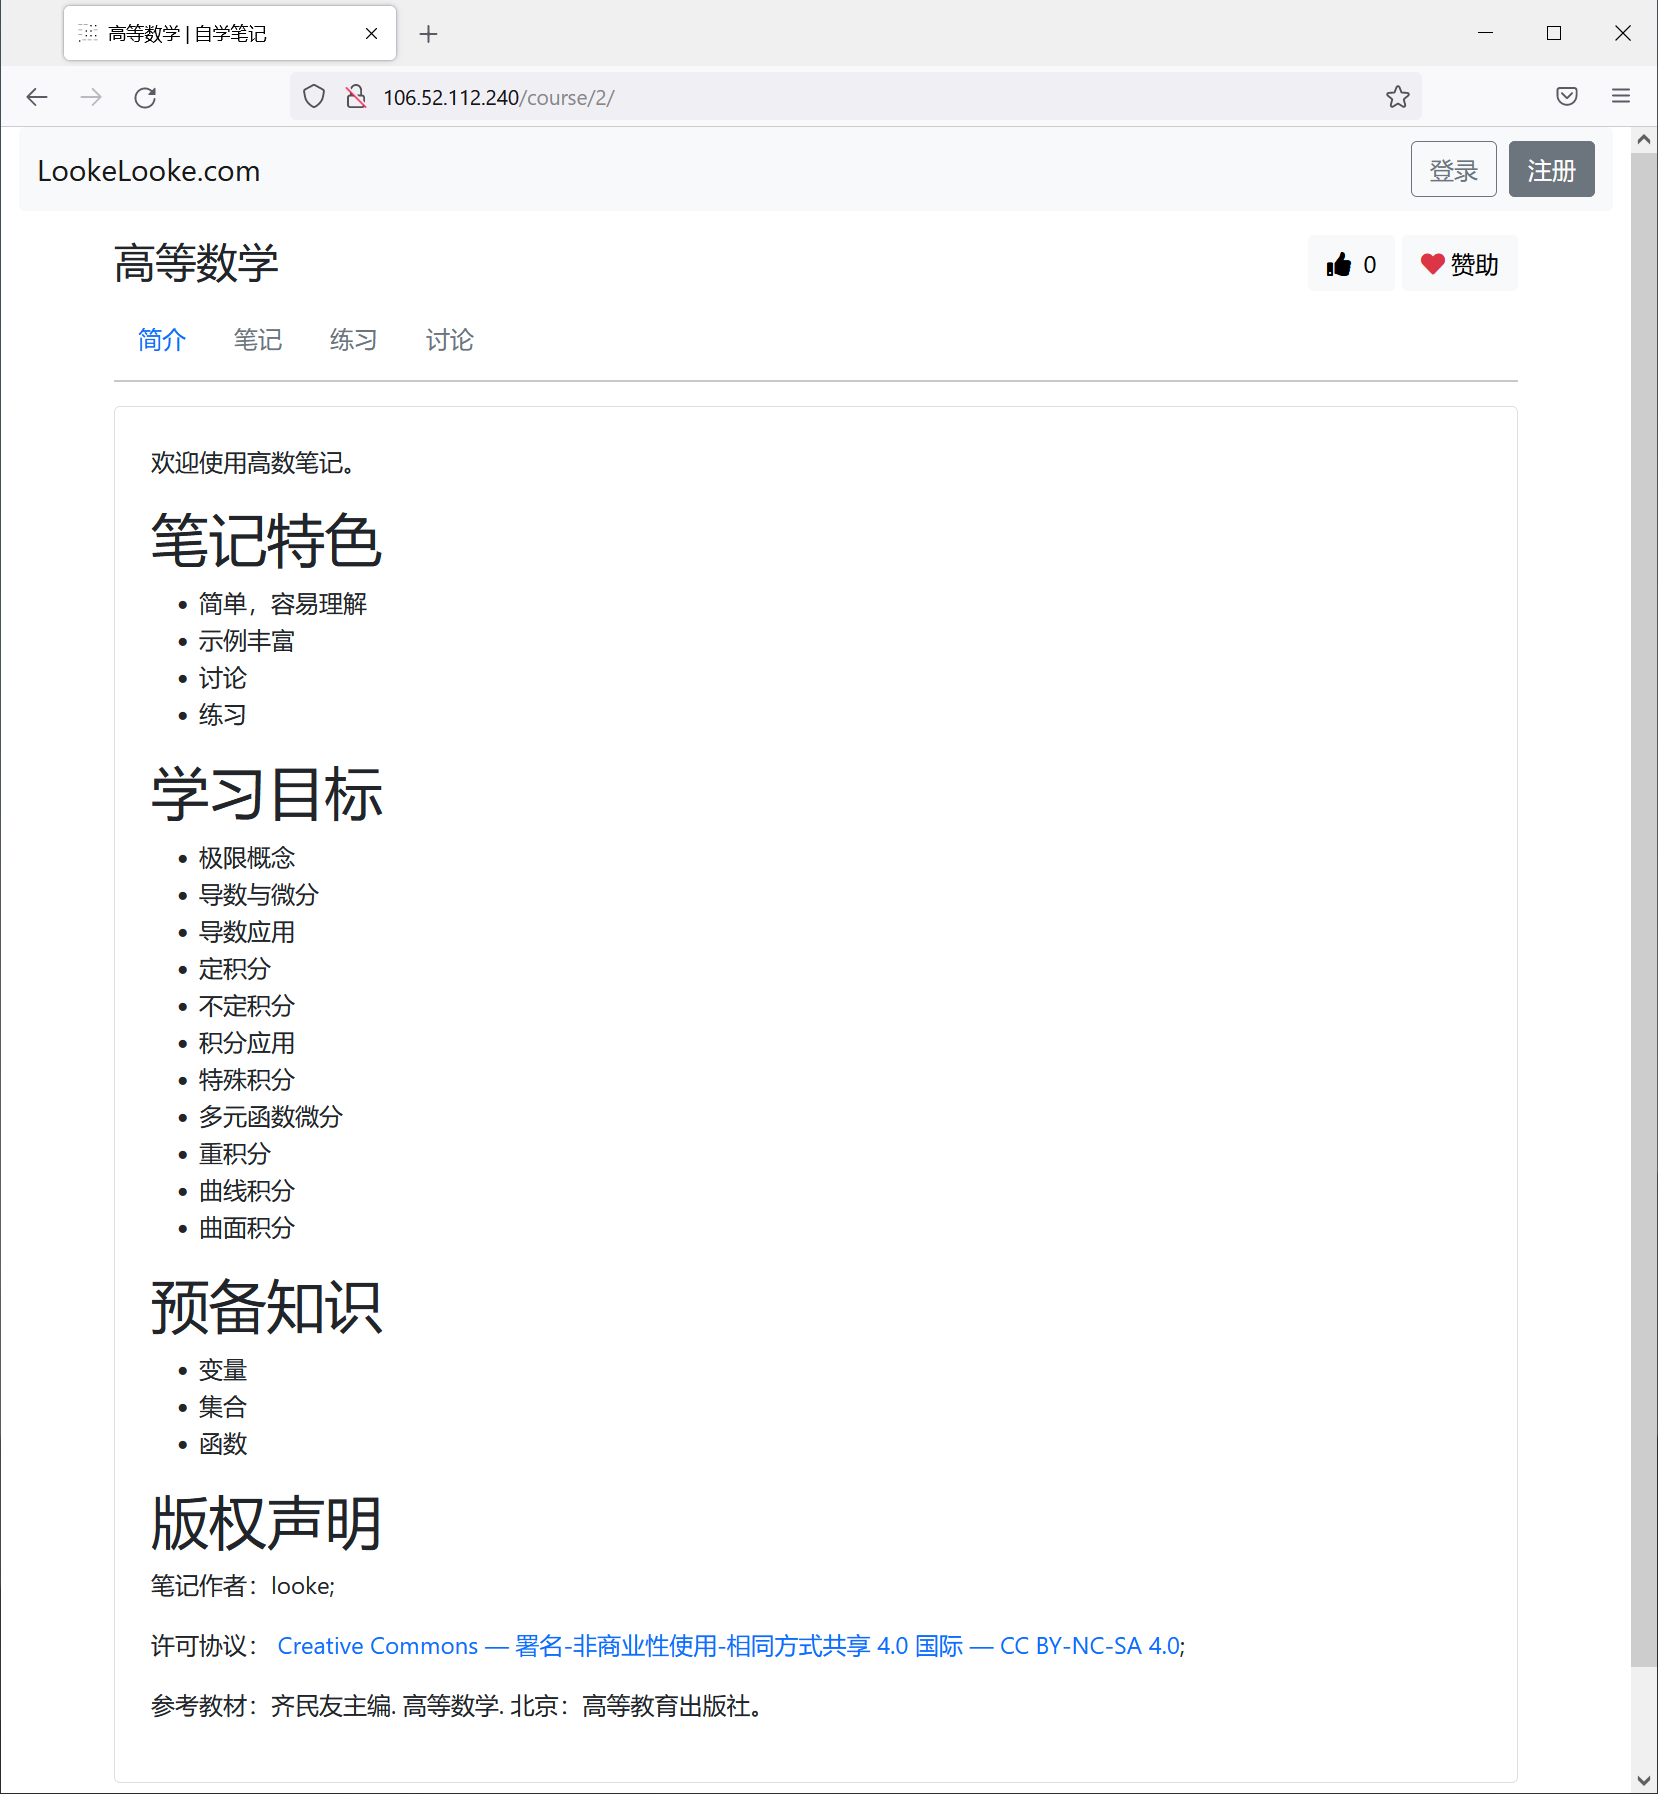 高等数学 | 自学笔记
106.52.112.240/course/2/
LookeLooke.com
登录
注册
高等数学
0
赞助
简介
笔记
练习
讨论
欢迎使用高数笔记。
笔记特色
简单，容易理解
示例丰富
讨论
练习
学习目标
极限概念
导数与微分
导数应用
定积分
不定积分
积分应用
特殊积分
多元函数微分
重积分
曲线积分
曲面积分
预备知识
变量
集合
函数
版权声明
笔记作者：looke;
许可协议： Creative Commons — 署名-非商业性使用-相同方式共享 4.0 国际 — CC BY-NC-SA 4.0;
参考教材：齐民友主编. 高等数学. 北京：高等教育出版社。